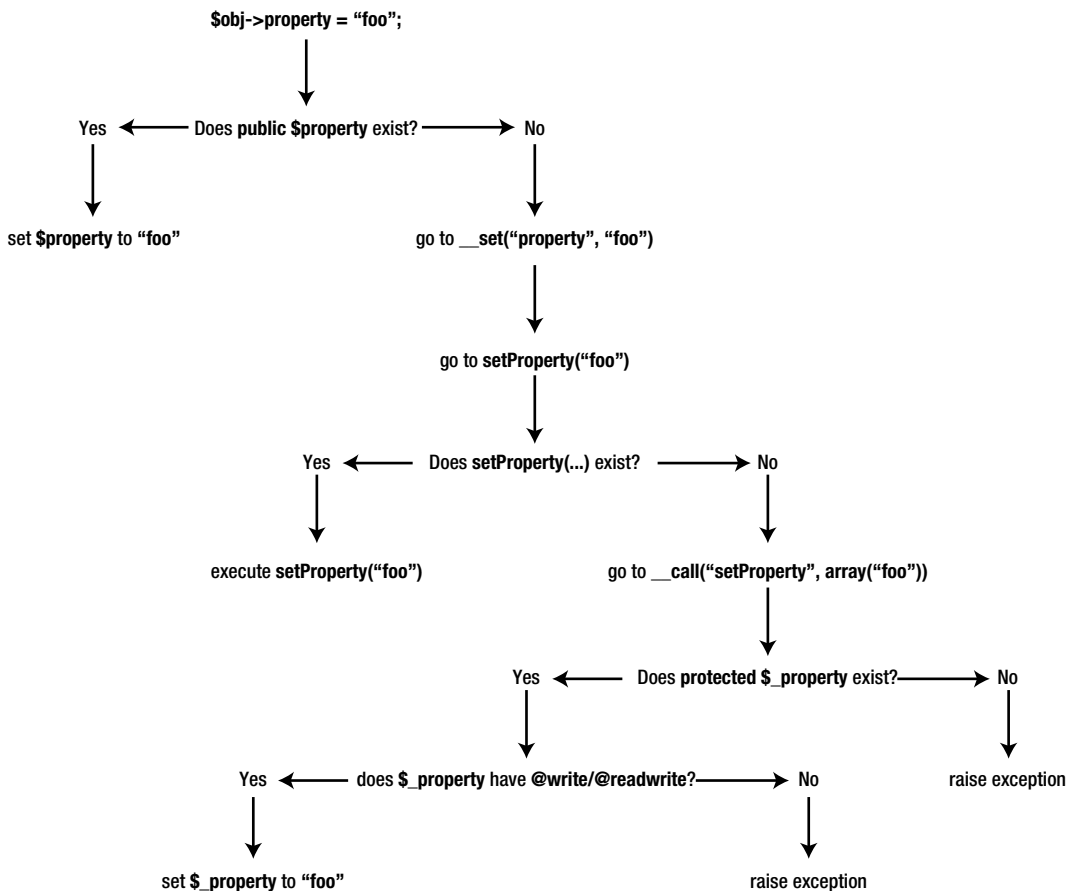 $obj->property = “foo”;
Yes
Does public $property exist?
No
set $property to “foo”
go to __set(“property”, “foo”)
go to setProperty(“foo”)
Yes
Does setProperty(...) exist?
No
execute setProperty(“foo”)
go to __call(“setProperty”, array(“foo”))
Yes
Does protected $_property exist?
No
Yes
does $_property have @write/@readwrite?
No
raise exception
set $_property to “foo”
raise exception